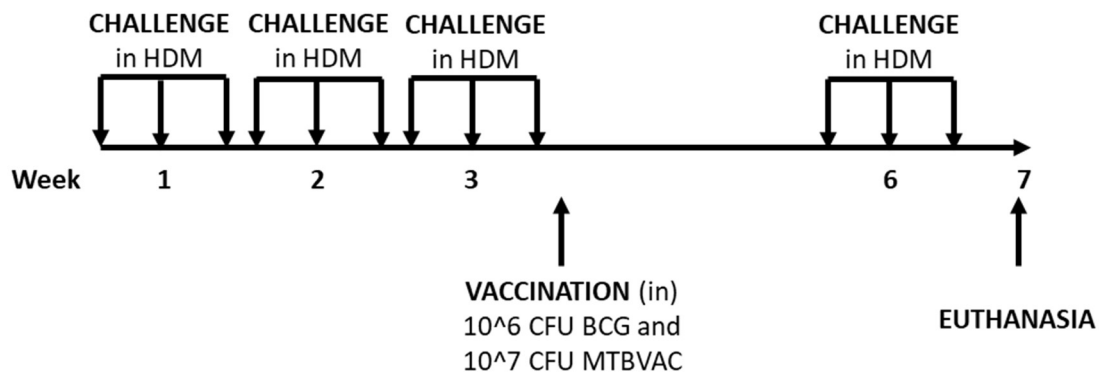 CHALLENGE CHALLENGE CHALLENGE CHALLENGE
in HDM in HDM in HDM in HDM
Week 1 2 3 6 7
VACCINATION (in)
10^6 CFU BCG and
10^7 CFU MTBVAC
EUTHANASIA